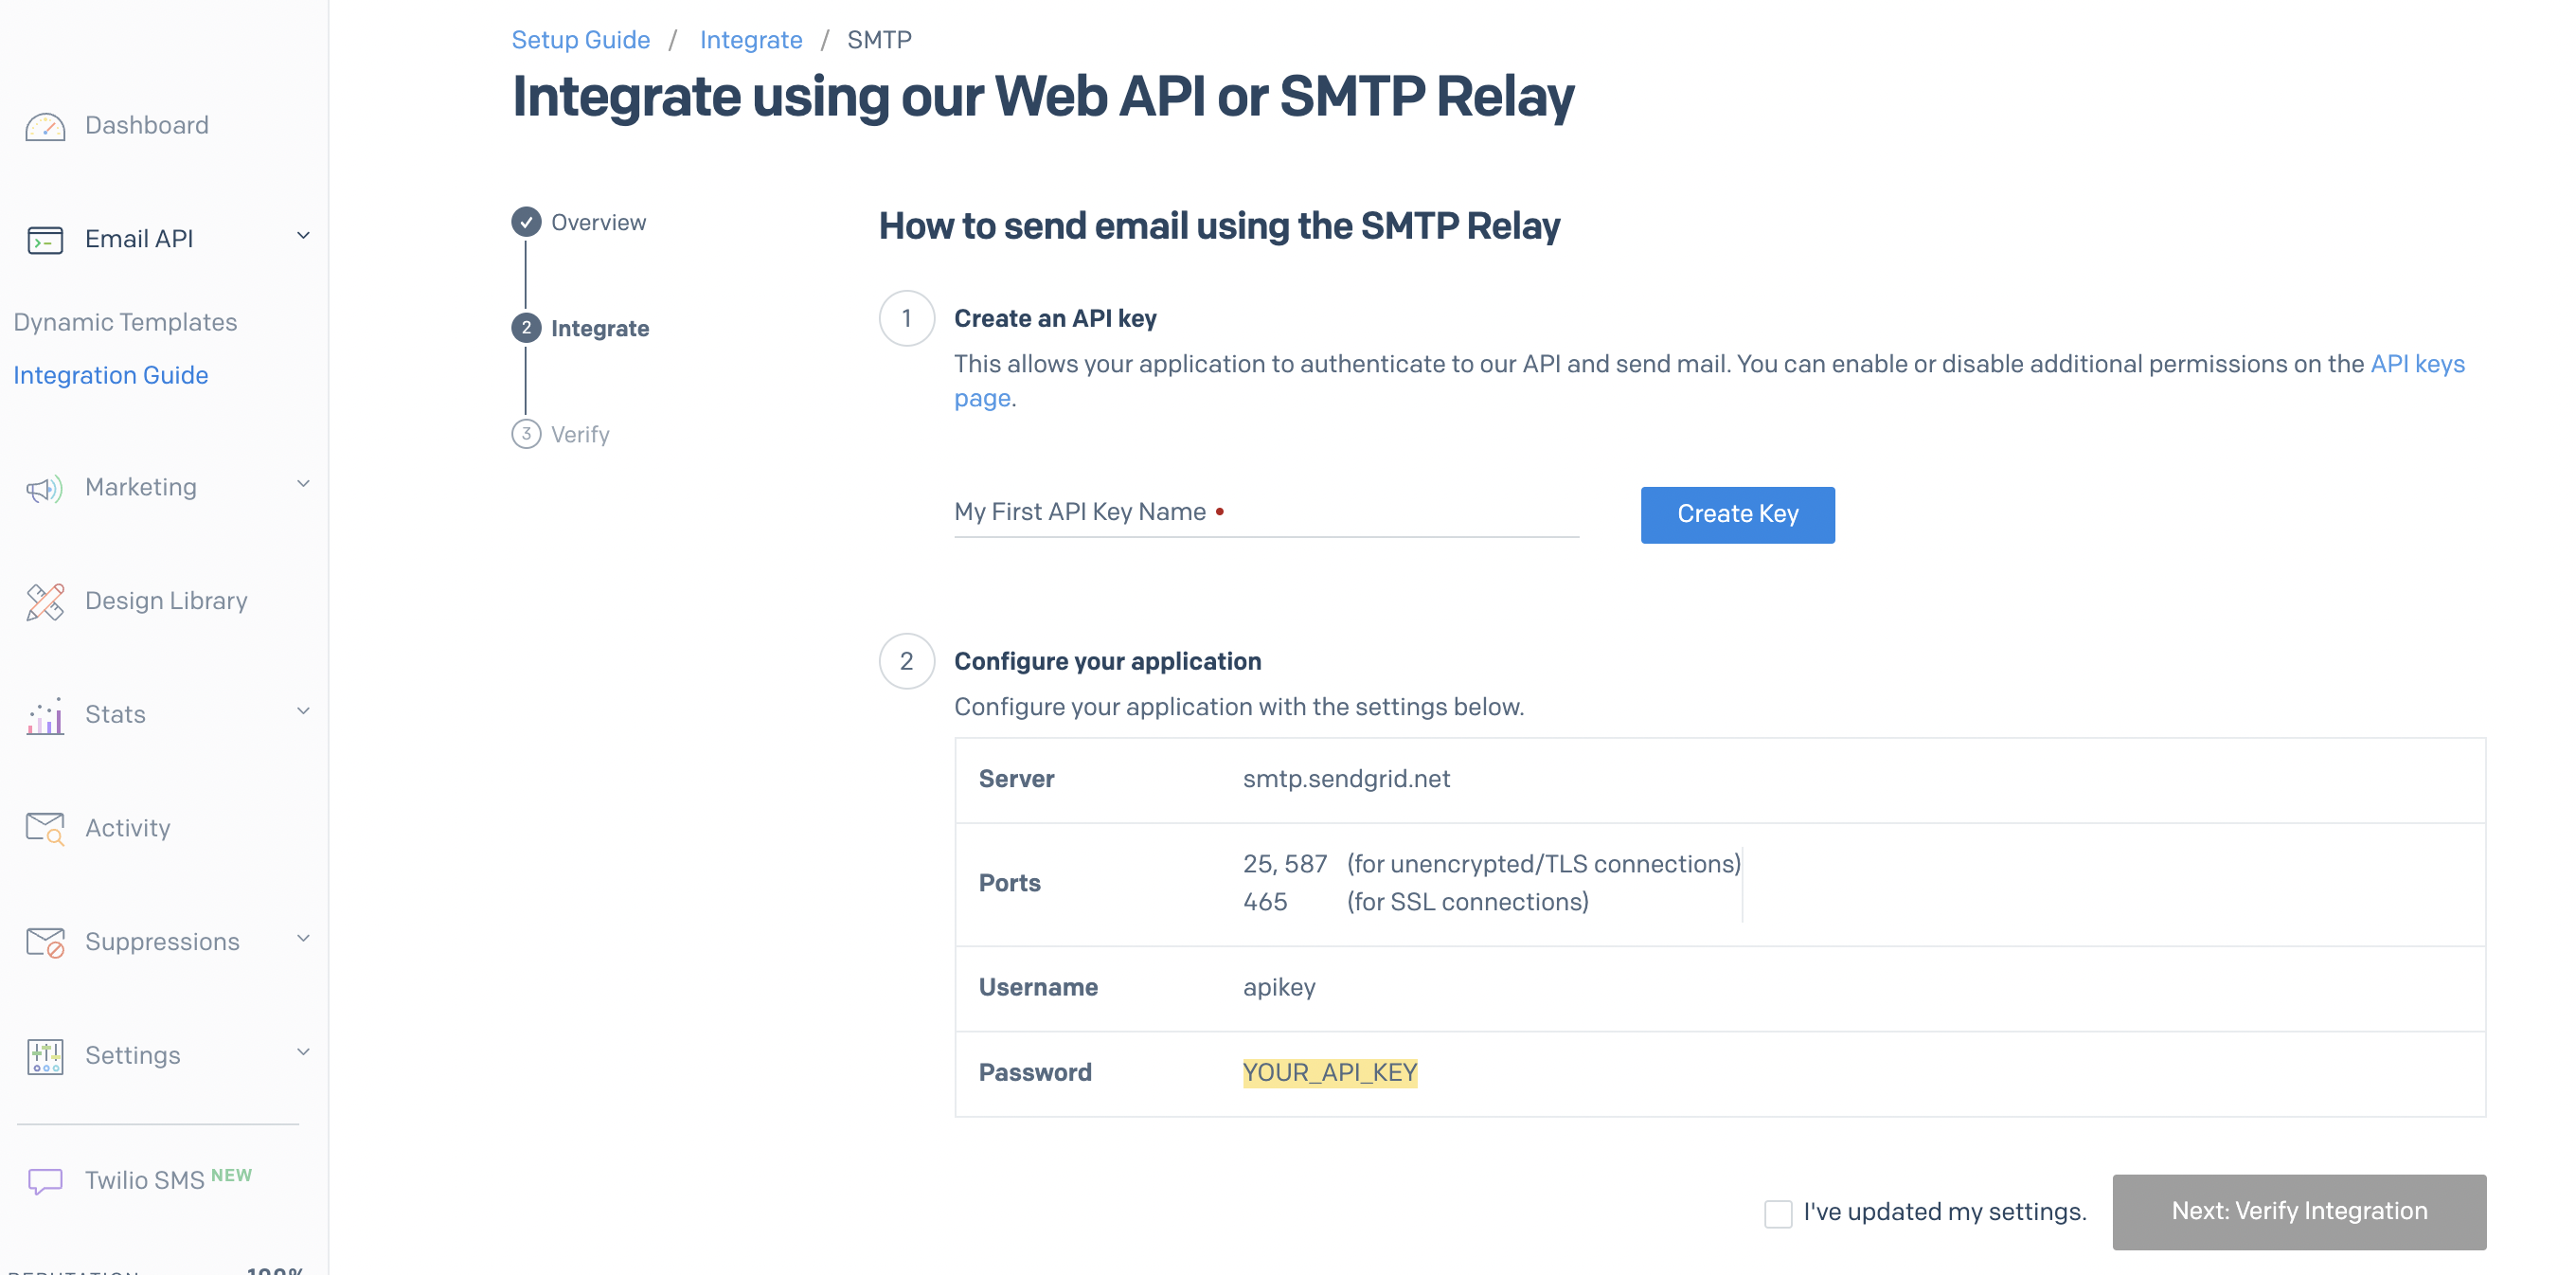 Setup Guide / Integrate / SMTP
Integrate using our Web API or SMTP Relay
Dashboard
Email API
Dynamic Templates
Integration Guide
Marketing
Design Library
Stats
Activity
Suppressions
Settings
Twilio SMS NEW
100%
Overview
2 Integrate
3 Verify
How to send email using the SMTP Relay
1 Create an API key
This allows your application to authenticate to our API and send mail. You can enable or disable additional permissions on the API keys
page.
My First API Key Name •
Create Key
2 Configure your application
Configure your application with the settings below.
Server smtp.sendgrid.net
Ports 25, 587 (for unencrypted/TLS connections)
465 (for SSL connections)
Username apikey
Password YOUR_API_KEY
I've updated my settings.
Next: Verify Integration